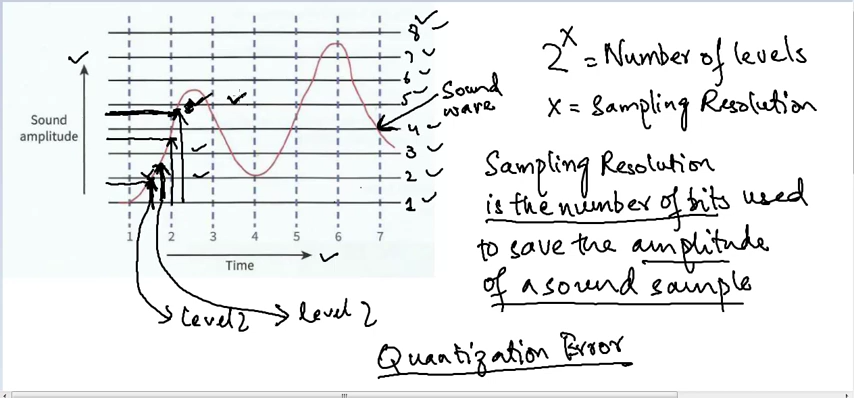 8
7
6
5
4
3
2
1
Sound
amplitude
Sound
wave
1 2 3 4 5 6 7
Time
level 2
level 2
2^x = Number of levels
x = Sampling Resolution
Sampling Resolution
is the number of bits used
to save the amplitude
of a sound sample
Quantization Error